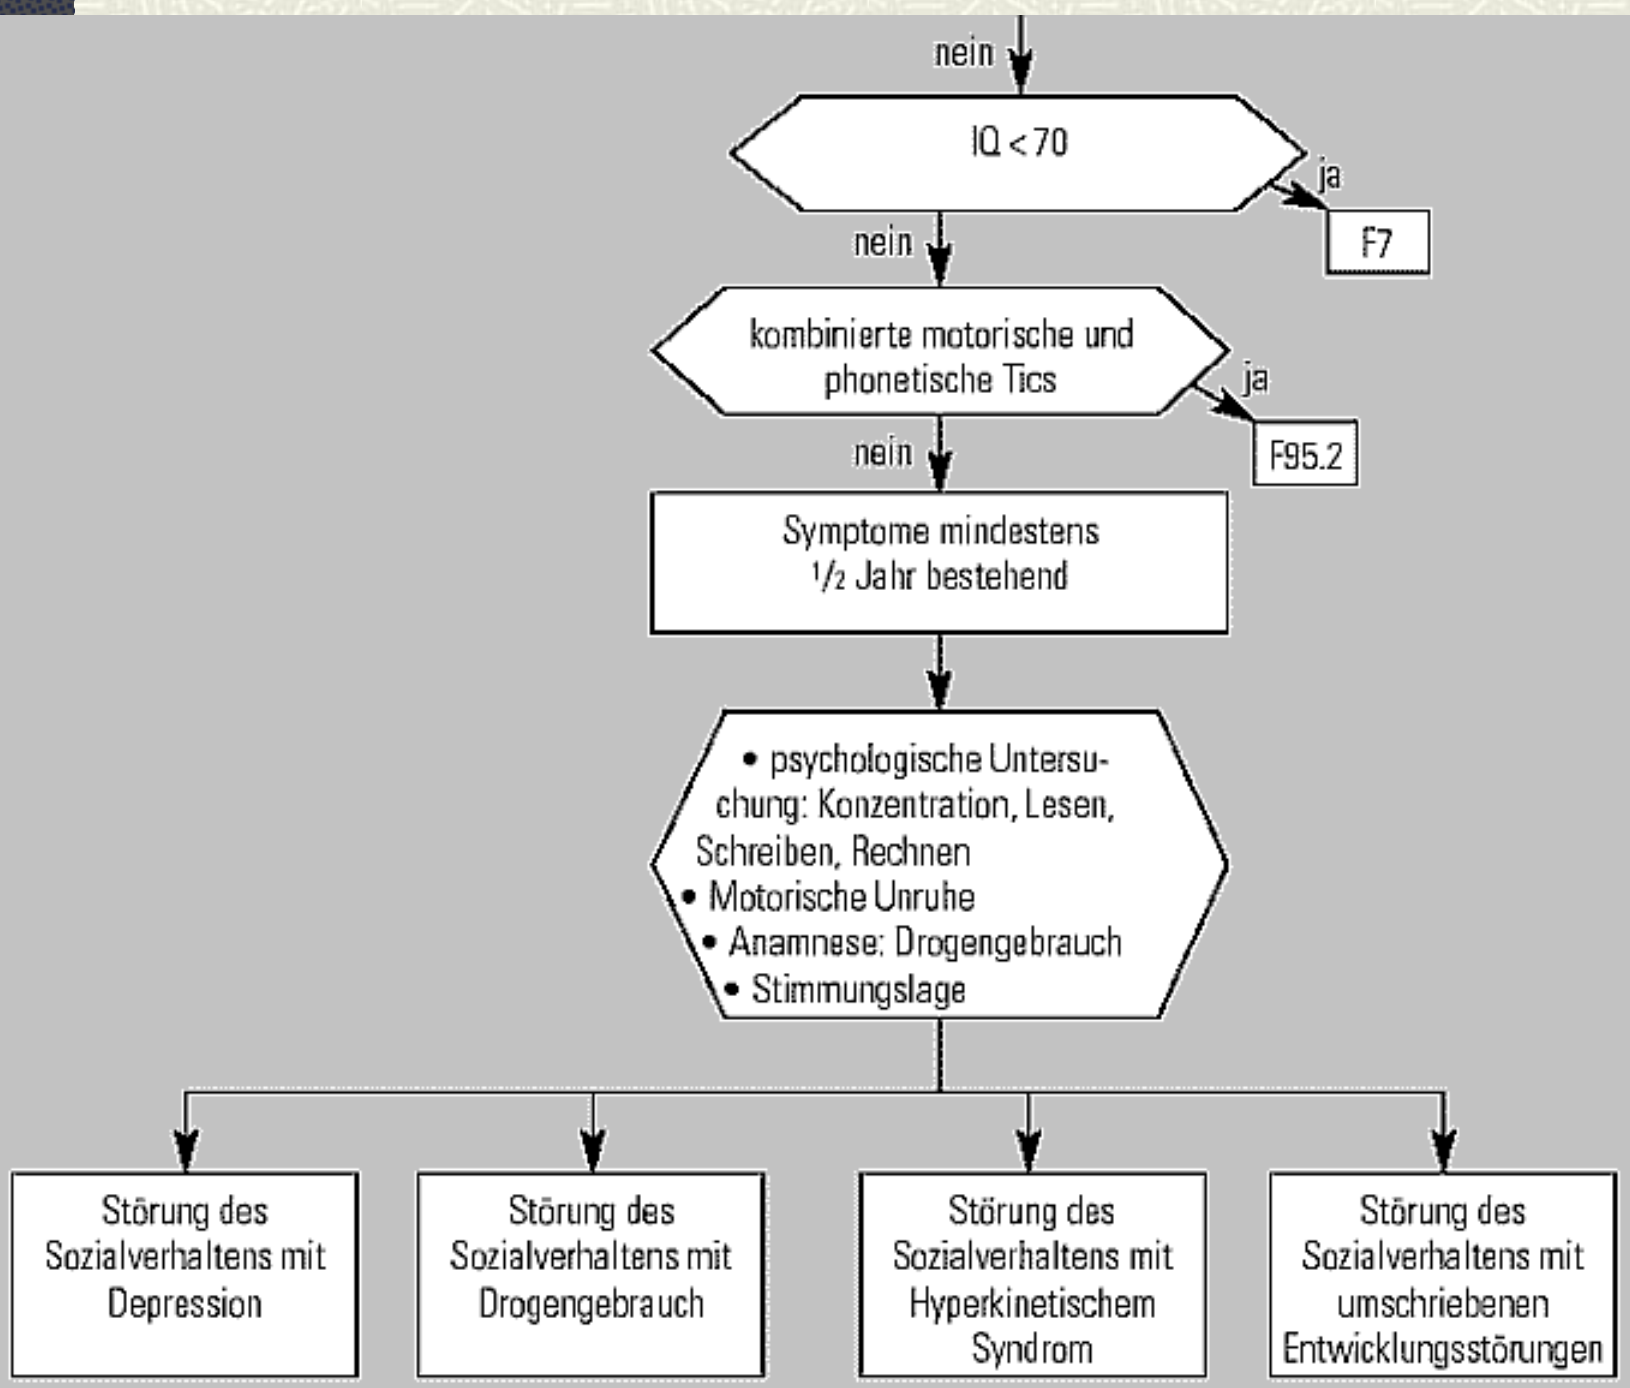 nein
IQ < 70
ja
F7
nein
kombinierte motorische und
phonetische Tics
ja
F95.2
nein
Symptome mindestens
1/2 Jahr bestehend
• psychologische Untersu-
chung: Konzentration, Lesen,
Schreiben, Rechnen
• Motorische Unruhe
• Anamnese: Drogengebrauch
• Stimmungslage
Störung des
Sozialverhaltens mit
Depression
Störung des
Sozialverhaltens mit
Drogengebrauch
Störung des
Sozialverhaltens mit
Hyperkinetischem
Syndrom
Störung des
Sozialverhaltens mit
umschriebenen
Entwicklungsstörungen